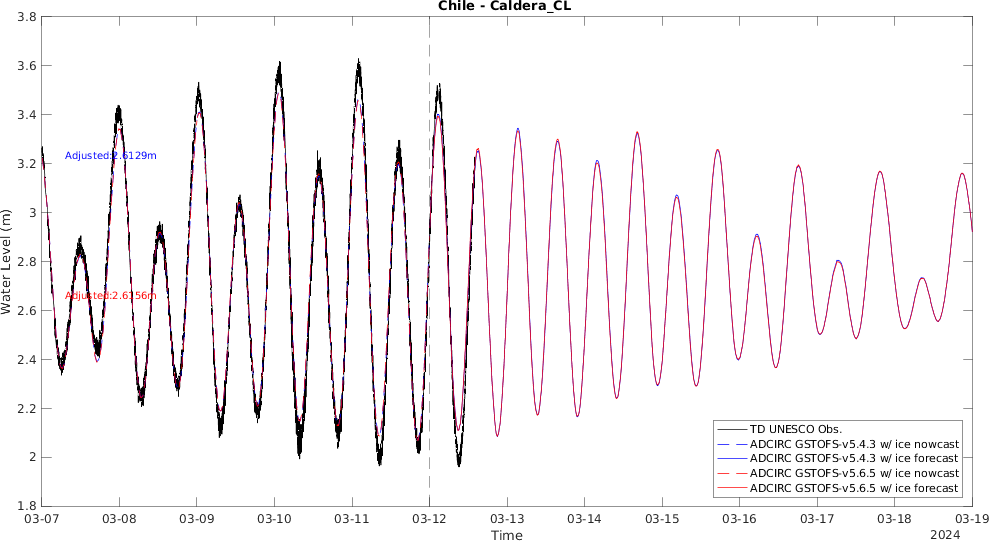 Chile - Caldera_CL
3.8
3.6
3.4
3.2
3
2.8
2.6
2.4
2.2
2
1.8
Water Level (m)
Adjusted:2.6129m
Adjusted:2.6156m
TD UNESCO Obs.
ADCIRC GSTOFS-v5.4.3 w/ ice nowcast
ADCIRC GSTOFS-v5.4.3 w/ ice forecast
ADCIRC GSTOFS-v5.6.5 w/ ice nowcast
ADCIRC GSTOFS-v5.6.5 w/ ice forecast
03-07 03-08 03-09 03-10 03-11 03-12 03-13 03-14 03-15 03-16 03-17 03-18 03-19
Time
2024